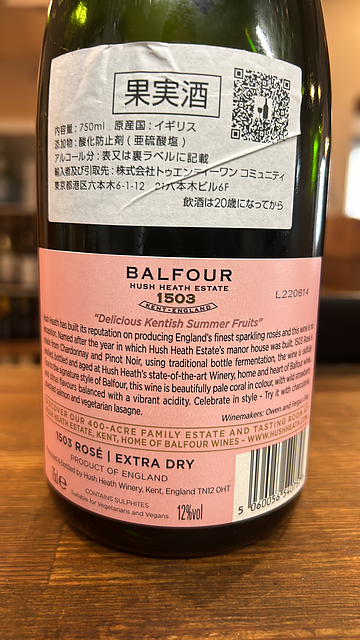 果実酒
内容量：750ml 原産国：イギリス
添加物：酸化防止剤（亜硫酸塩）
アルコール分：表又は裏ラベルに記載
輸入者及び引取先：株式会社トゥエンティーワン コミュニティ
東京都港区六本木6-1-12 21六本木ビル6F
飲酒は20歳になってから
BALFOUR
HUSH HEATH ESTATE
1503
KENT · ENGLAND
L220614
"Delicious Kentish Summer Fruits"
Hush Heath has built its reputation on producing England's finest sparkling rosés and this wine is no
exception. Named after the year in which Hush Heath Estate's manor house was built, 1503 Rosé is
from Chardonnay and Pinot Noir, using traditional bottle fermentation, the wine is skilfully
bottled and aged at Hush Heath's state-of-the-art Winery, home and heart of Balfour Wines.
to the signature style of Balfour, this wine is beautifully pale coral in colour, with wild strawberry
flavours balanced with a vibrant acidity. Celebrate in style - Try it with charcuterie,
smoked salmon and vegetarian lasagne.
Winemakers: Owen and Fergus Elias
DISCOVER OUR 400-ACRE FAMILY ESTATE AND TASTING ROOM AT
HUSH HEATH ESTATE, KENT, HOME OF BALFOUR WINES - WWW.HUSHHEATH.
1503 ROSÉ | EXTRA DRY
PRODUCT OF ENGLAND
Produced & bottled by Hush Heath Winery, Kent, England TN12 0HT
CONTAINS SULPHITES
Suitable for Vegetarians and Vegans
12%vol
5 060056